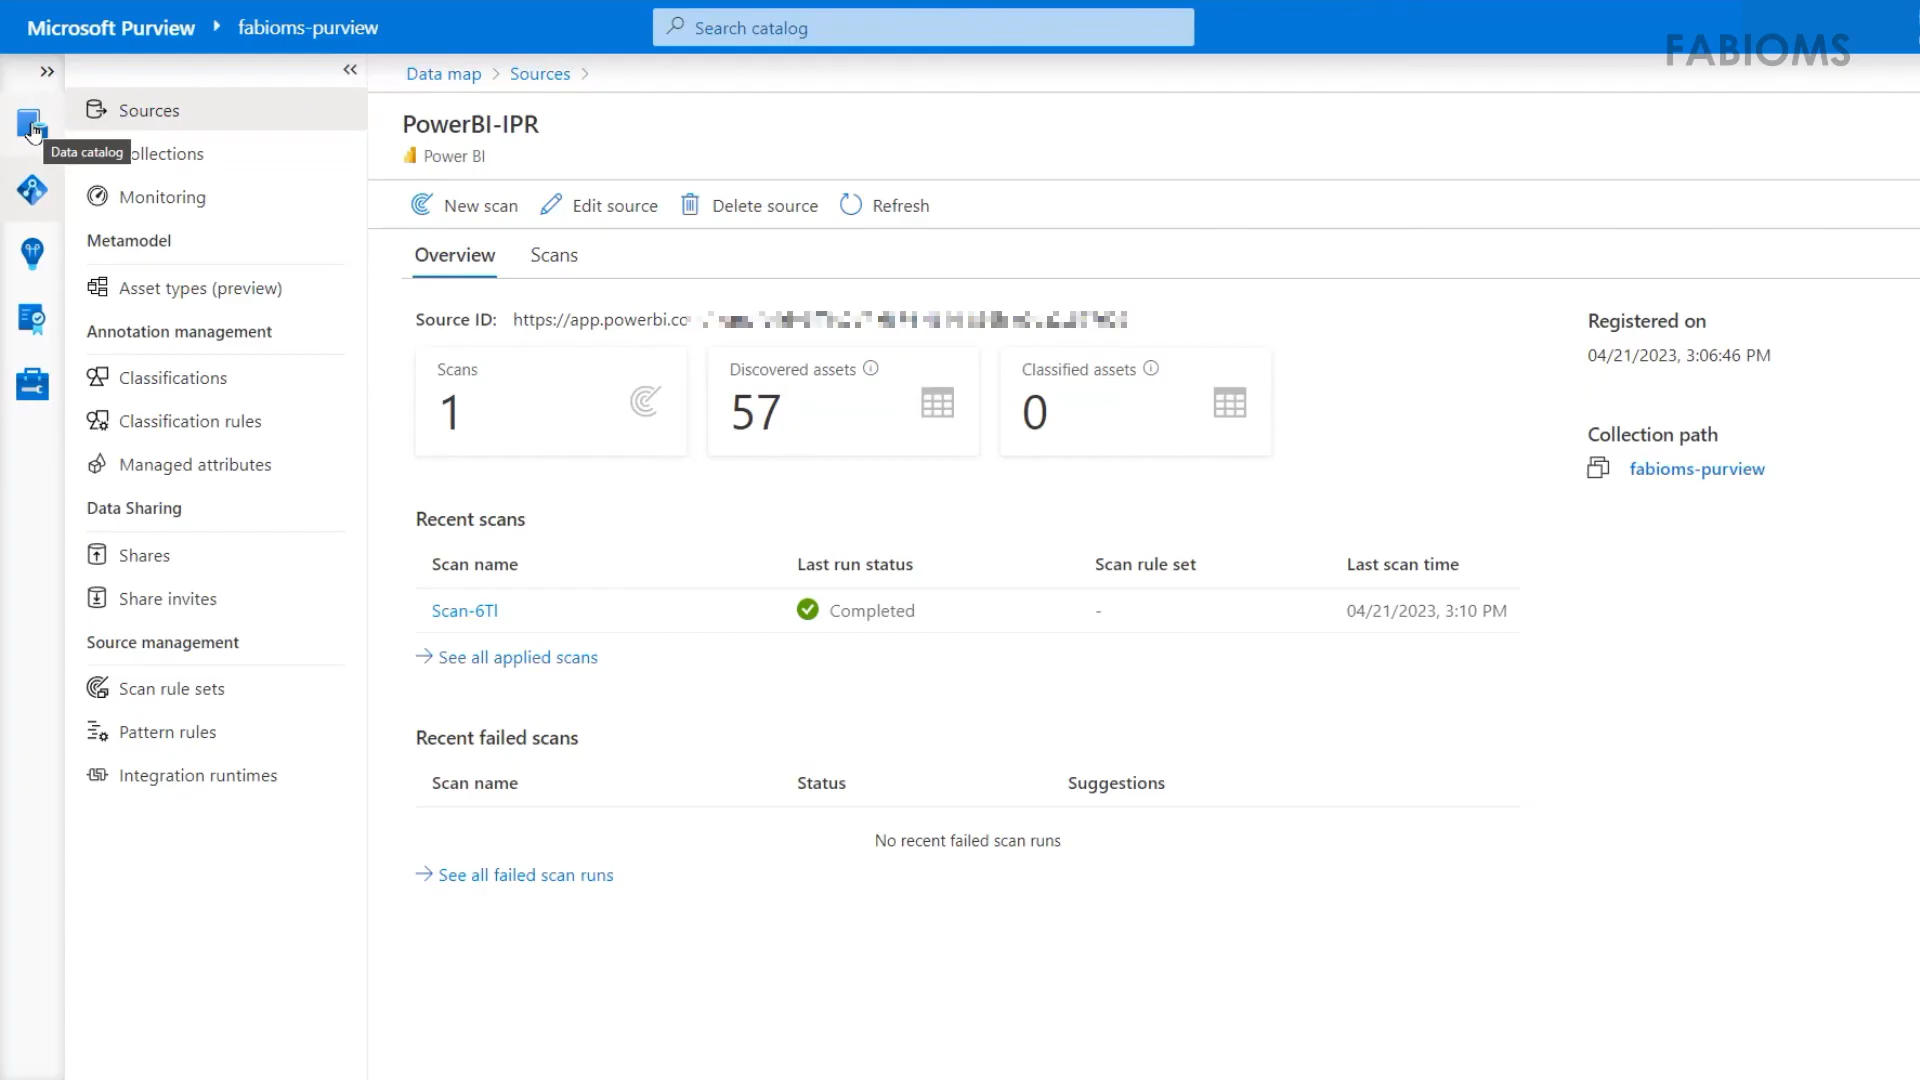 Microsoft Purview
fabioms-purview
Search catalog
FABIOMS
Data map
Sources
Sources
Data catalog
ollections
Monitoring
Metamodel
Asset types (preview)
Annotation management
Classifications
Classification rules
Managed attributes
Data Sharing
Shares
Share invites
Source management
Scan rule sets
Pattern rules
Integration runtimes
PowerBI-IPR
Power BI
New scan
Edit source
Delete source
Refresh
Overview
Scans
Source ID: https://app.powerbi.co
Scans
1
Discovered assets
57
Classified assets
0
Registered on
04/21/2023, 3:06:46 PM
Collection path
fabioms-purview
Recent scans
Scan name Last run status Scan rule set Last scan time
Scan-6Tl Completed - 04/21/2023, 3:10 PM
See all applied scans
Recent failed scans
Scan name Status Suggestions
No recent failed scan runs
See all failed scan runs